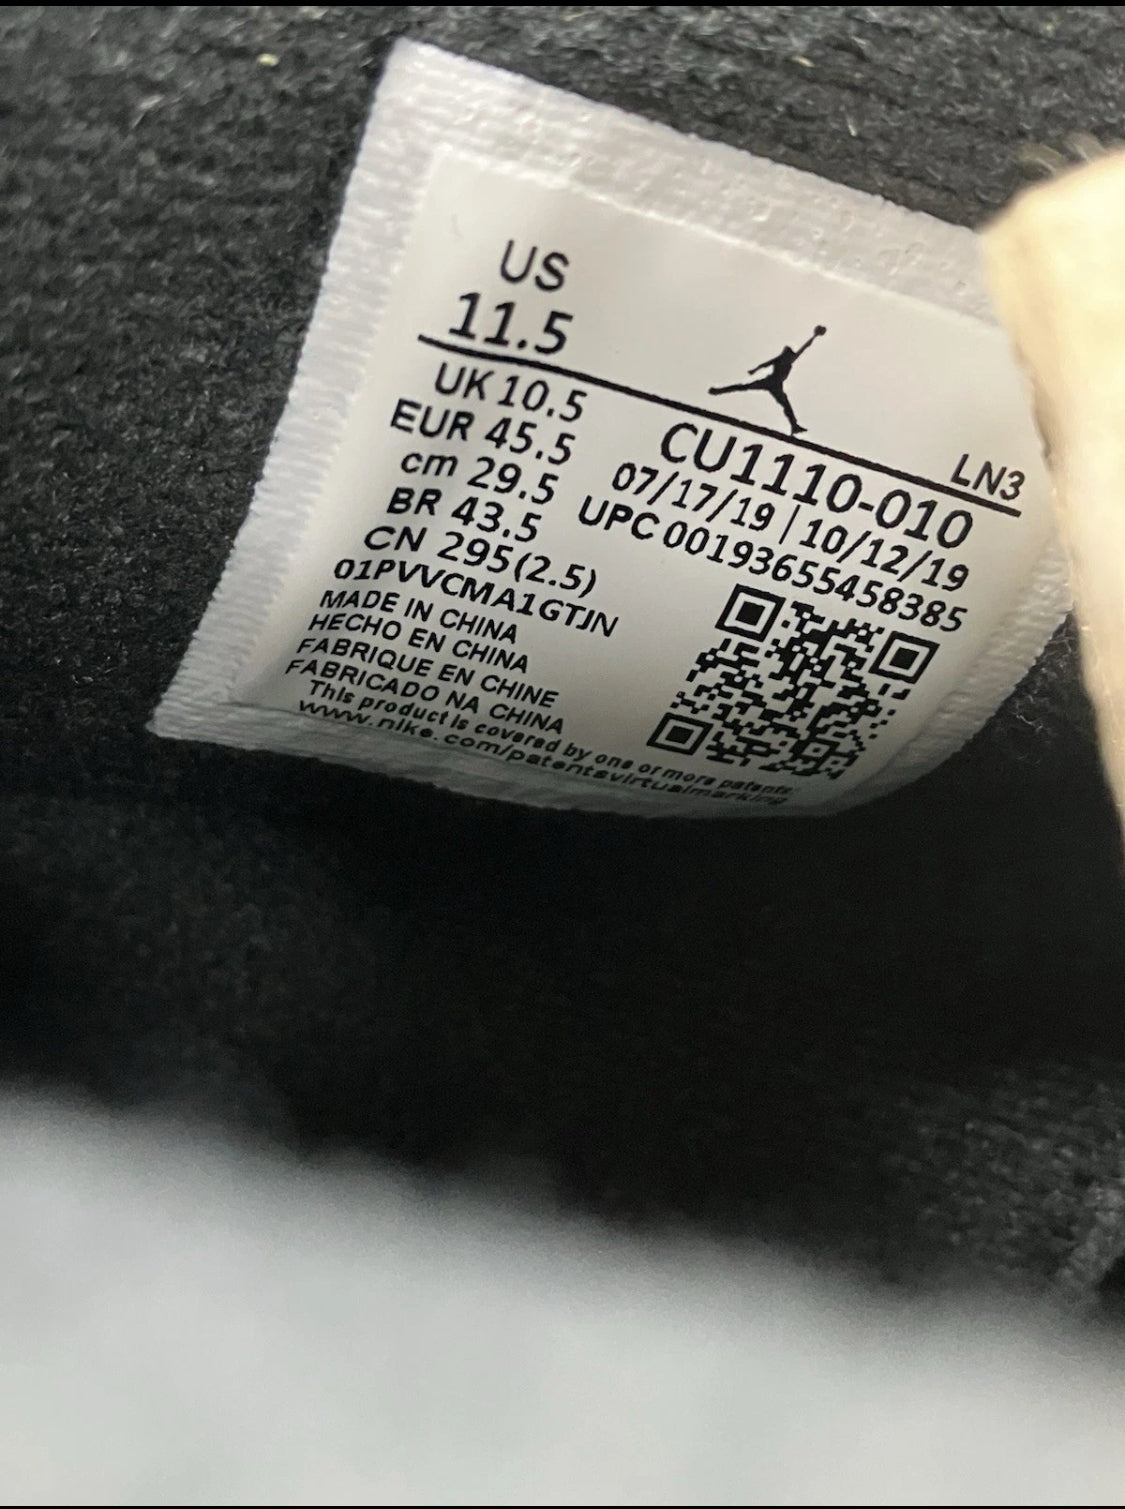 US
11.5
LN3
UK 10.5
EUR 45.5
cm 29.5
BR 43.5
CN 295(2.5)
01PVVCMA1GTJN
CU1110-010
07/17/19 | 10/12/19
UPC 00193655458385
MADE IN CHINA
HECHO EN CHINA
FABRIQUE EN CHINE
FABRICADO NA CHINA
This product is covered by one or more patents.
www.nike.com/patentsvirtualmarking